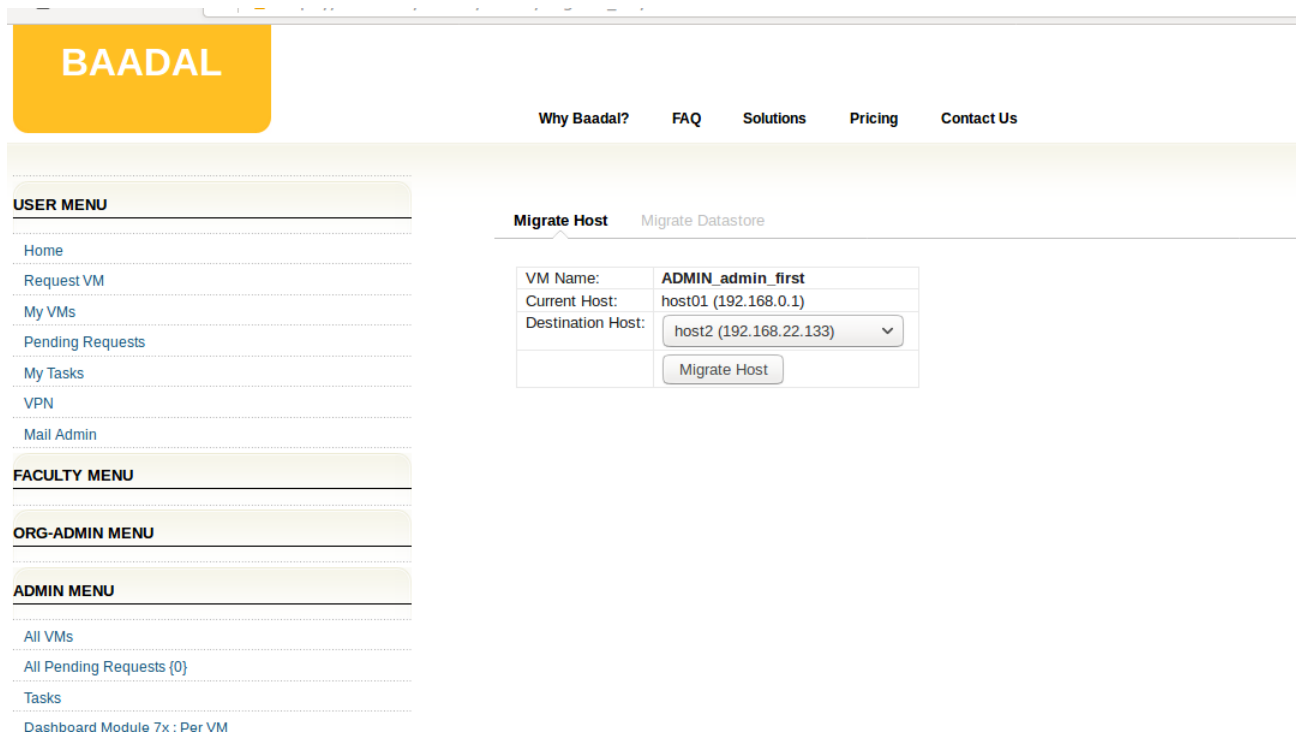 BAADAL
Why Baadal? FAQ Solutions Pricing Contact Us
USER MENU
Home
Request VM
My VMs
Pending Requests
My Tasks
VPN
Mail Admin
FACULTY MENU
ORG-ADMIN MENU
ADMIN MENU
All VMs
All Pending Requests {0}
Tasks
Dashboard Module 7x : Per VM
Migrate Host Migrate Datastore
VM Name: ADMIN_admin_first
Current Host: host01 (192.168.0.1)
Destination Host: host2 (192.168.22.133)
Migrate Host